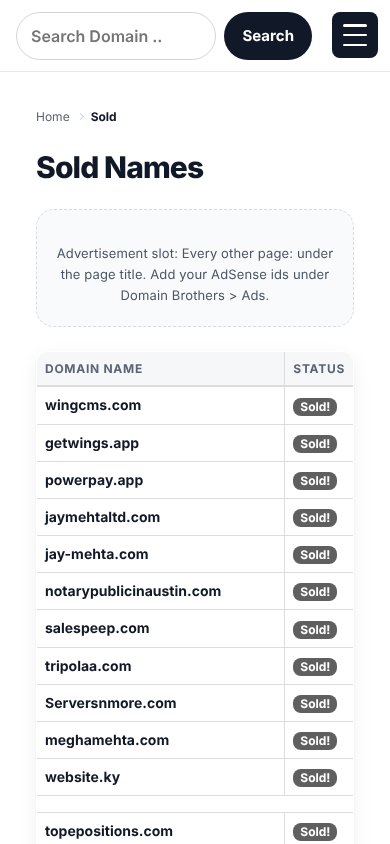 Search Domain ..
Search
Home
Sold
Sold Names
Advertisement slot: Every other page: under
the page title. Add your AdSense ids under
Domain Brothers > Ads.
DOMAIN NAME STATUS
wingcms.com Sold!
getwings.app Sold!
powerpay.app Sold!
jaymehtaltd.com Sold!
jay-mehta.com Sold!
notarypublicinaustin.com Sold!
salespeep.com Sold!
tripolaa.com Sold!
Serversnmore.com Sold!
meghamehta.com Sold!
website.ky Sold!
topepositions.com Sold!